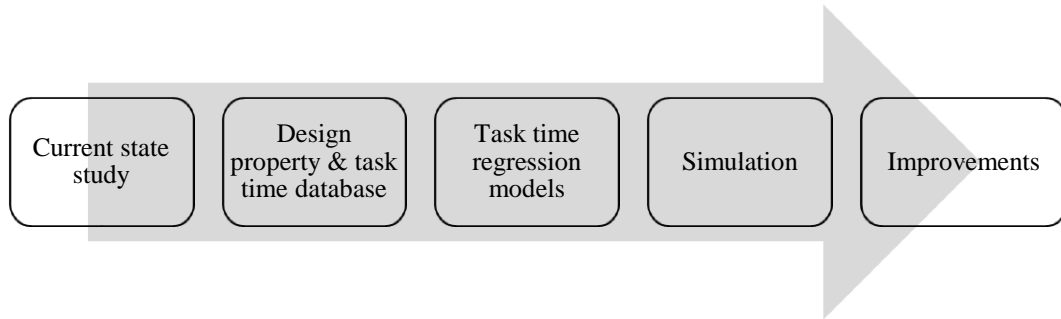 Current state
study
Design
property & task
time database
Task time
regression
models
Simulation
Improvements